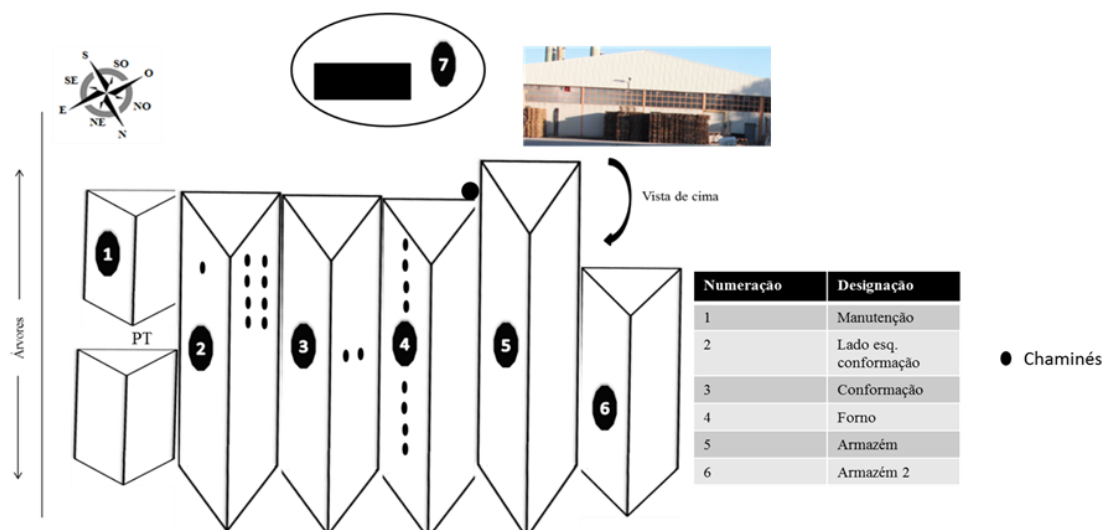 S
SO
O
SE
NO
E
NE
N
7
Vista de cima
1
PT
Árvores
2
3
4
5
6
Numeração Designação
1 Manutenção
2 Lado esq.
conformação
3 Conformação
4 Forno
5 Armazém
6 Armazém 2
Chaminés